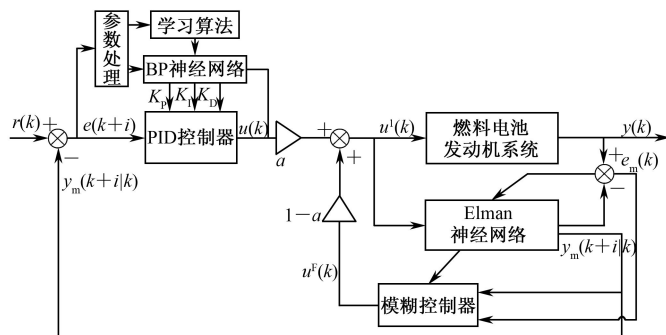 参数处理
学习算法
BP神经网络
K_P K_I K_D
r(k) + e(k+i)
PID控制器
u(k)
a
+
+
u¹(k)
燃料电池
发动机系统
y(k)
−
y_m(k+i|k)
+
e_m(k)
−
1−a
Elman
神经网络
y_m(k+i|k)
u^F(k)
模糊控制器